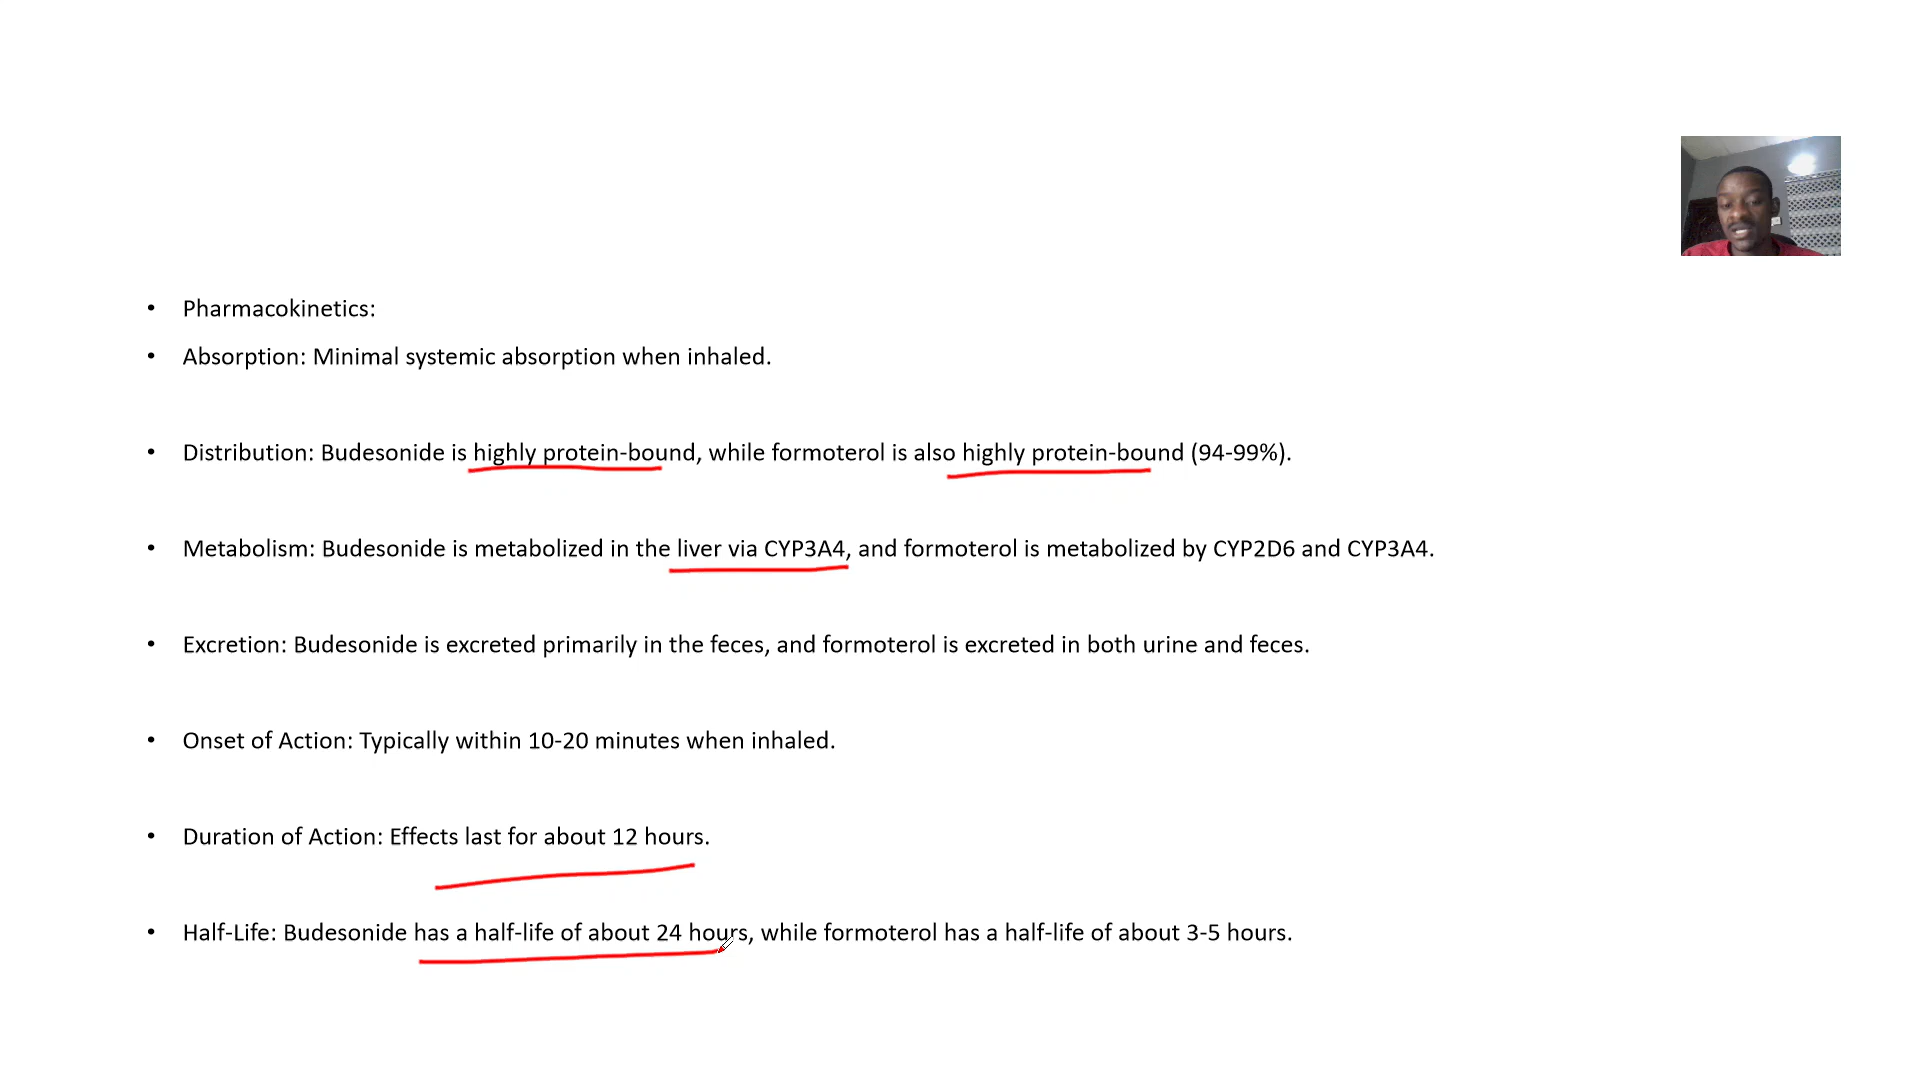 • Pharmacokinetics:
• Absorption: Minimal systemic absorption when inhaled.
• Distribution: Budesonide is highly protein-bound, while formoterol is also highly protein-bound (94-99%).
• Metabolism: Budesonide is metabolized in the liver via CYP3A4, and formoterol is metabolized by CYP2D6 and CYP3A4.
• Excretion: Budesonide is excreted primarily in the feces, and formoterol is excreted in both urine and feces.
• Onset of Action: Typically within 10-20 minutes when inhaled.
• Duration of Action: Effects last for about 12 hours.
• Half-Life: Budesonide has a half-life of about 24 hours, while formoterol has a half-life of about 3-5 hours.